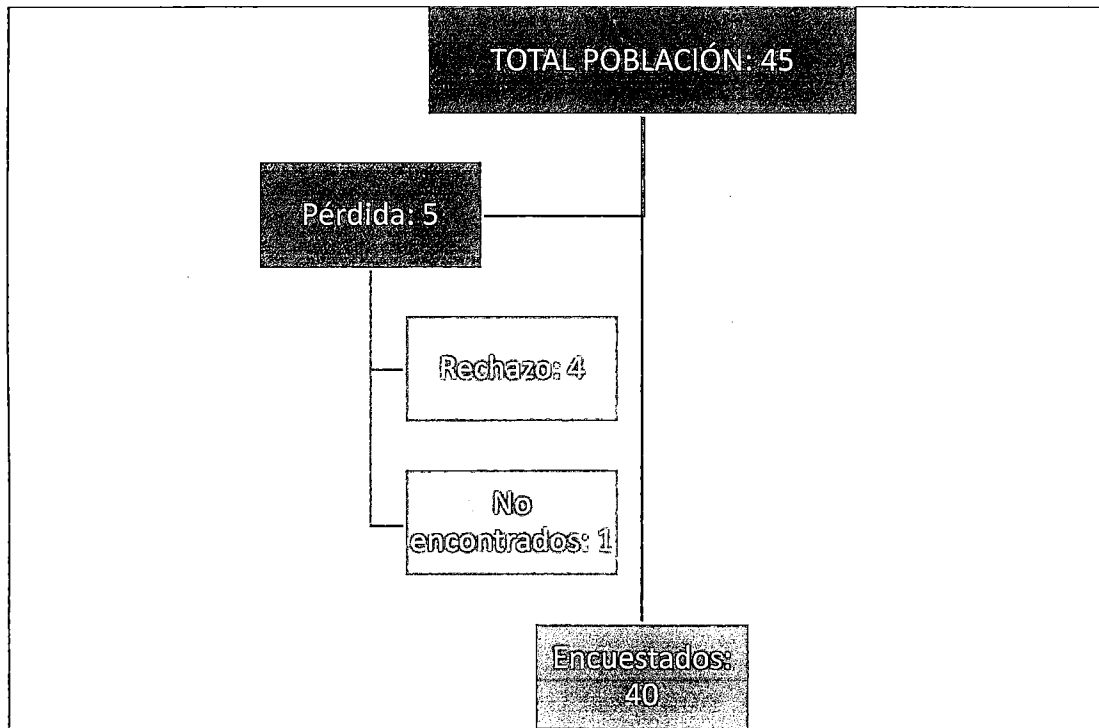 TOTAL POBLACIÓN: 45
Pérdida: 5
Rechazo: 4
No
encontrados: 1
Encuestados:
40